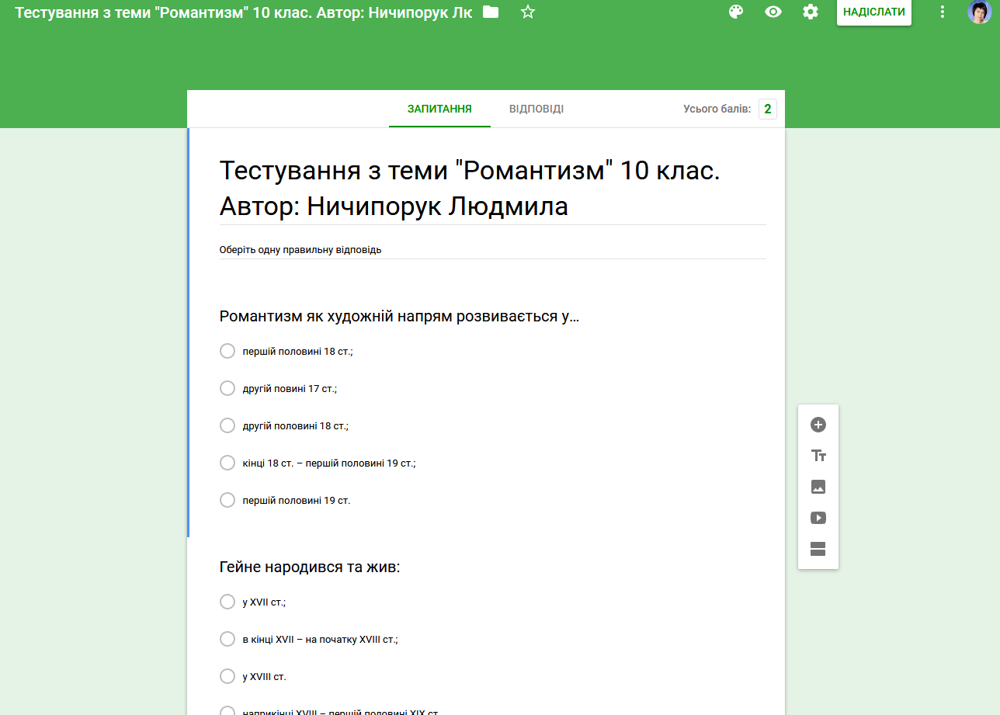 Тестування з теми "Романтизм" 10 клас. Автор: Ничипорук Лю
НАДІСЛАТИ
ЗАПИТАННЯ
ВІДПОВІДІ
Усього балів: 2
Тестування з теми "Романтизм" 10 клас.
Автор: Ничипорук Людмила
Оберіть одну правильну відповідь
Романтизм як художній напрям розвивається у…
першій половині 18 ст.;
другій повині 17 ст.;
другій половині 18 ст.;
кінці 18 ст. – першій половині 19 ст.;
першій половині 19 ст.
Тт
Гейне народився та жив:
у XVII ст.;
в кінці XVII – на початку XVIII ст.;
у XVIII ст.
наприкінці XVIII – першій половині XIX ст.